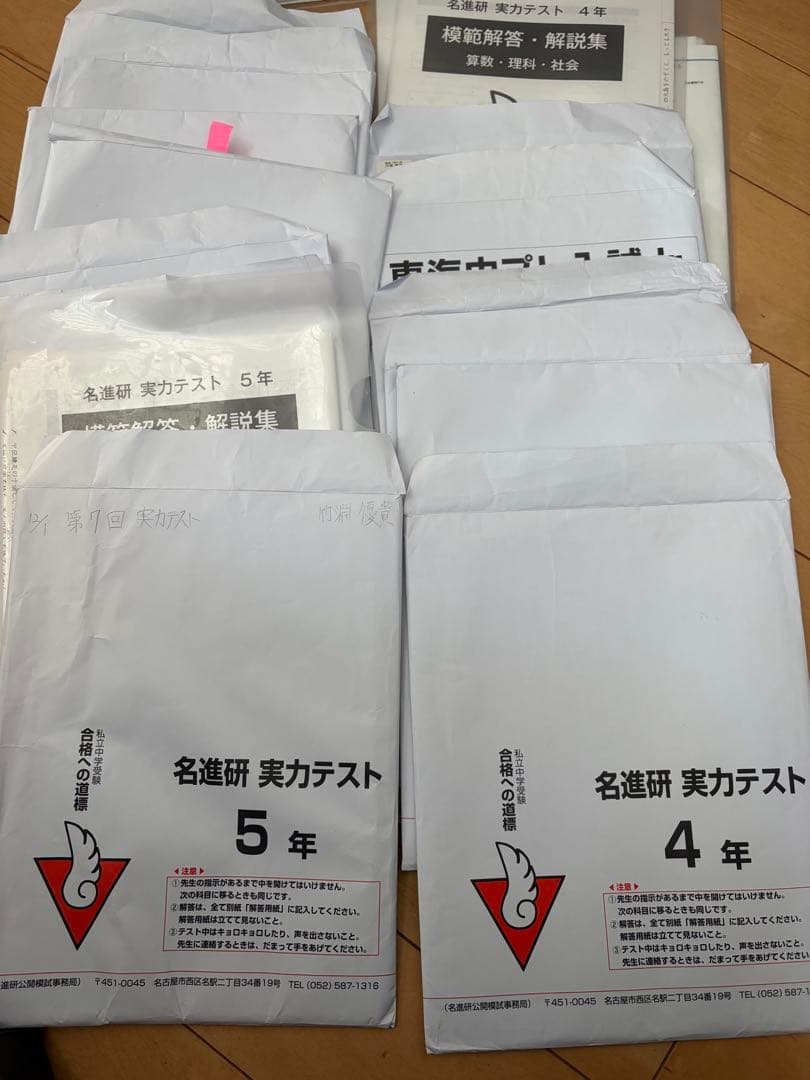 名進研 実力テスト 4年
模範解答・解説集
算数・理科・社会
東海中プレ入試
名進研 実力テスト 5年
模範解答・解説集
12/1 第7回 実力テスト 竹渕 優貴
私立中学受験
合格への道標
名進研 実力テスト
5年
◀注意▶
①先生の指示があるまで中を開けてはいけません。
次の科目に移るときも同じです。
②解答は、全て別紙「解答用紙」に記入してください。
解答用紙は立てて見ないこと。
③テスト中はキョロキョロしたり、声を出さないこと。
先生に連絡するときは、だまって手をあげてください。
進研公開模試事務局) 〒451-0045 名古屋市西区名駅二丁目34番19号 TEL (052) 587-1316
私立中学受験
合格への道標
名進研 実力テスト
4年
◀注意▶
①先生の指示があるまで中を開けてはいけません。
次の科目に移るときも同じです。
②解答は、全て別紙「解答用紙」に記入してください。
解答用紙は立てて見ないこと。
③テスト中はキョロキョロしたり、声を出さないこと。
先生に連絡するときは、だまって手をあげてください。
(名進研公開模試事務局) 〒451-0045 名古屋市西区名駅二丁目34番19号 TEL (052) 587-1